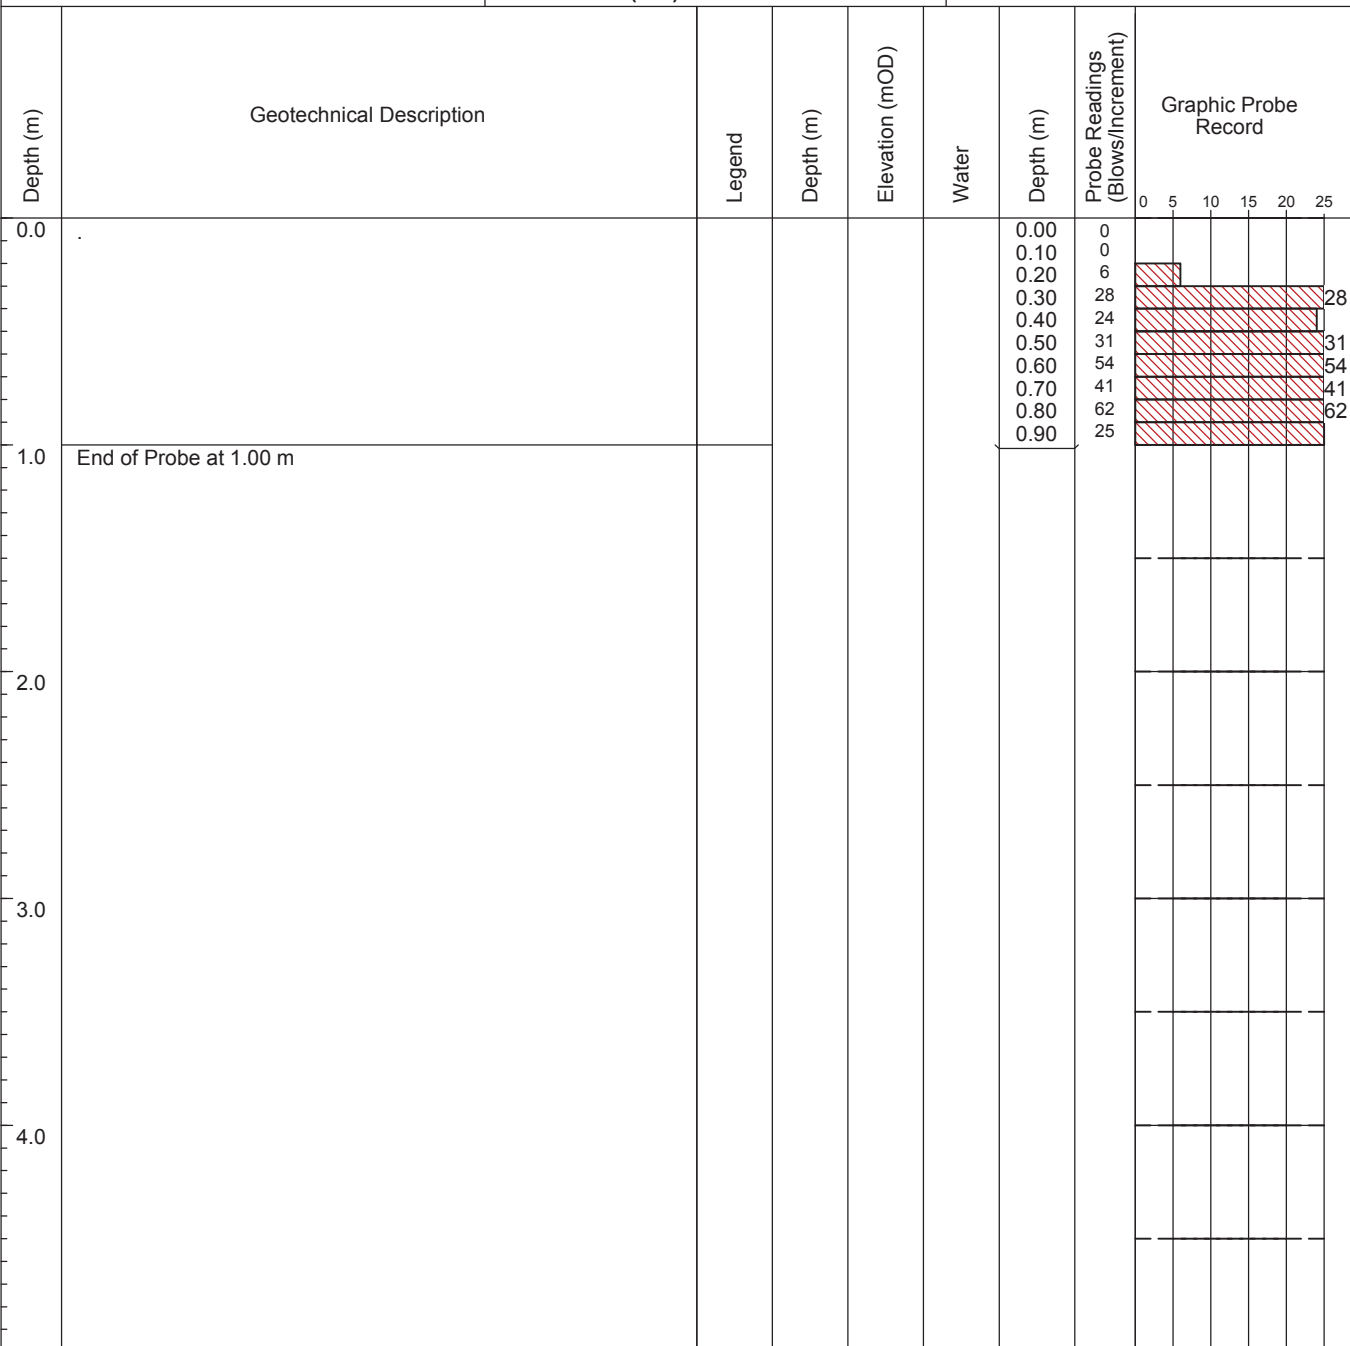 Depth (m)
Geotechnical Description
Legend
Depth (m)
Elevation (mOD)
Water
Depth (m)
Probe Readings
(Blows/Increment)
Graphic Probe
Record
0 5 10 15 20 25
0.0 . 0.00 0
0.10 0
0.20 6
0.30 28 28
0.40 24
0.50 31 31
0.60 54 54
0.70 41 41
0.80 62 62
0.90 25
1.0 End of Probe at 1.00 m
2.0
3.0
4.0